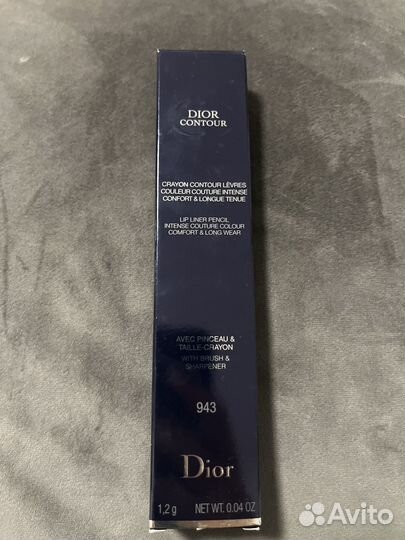 DIOR
CONTOUR
CRAYON CONTOUR LÈVRES
COULEUR COUTURE INTENSE
CONFORT & LONGUE TENUE
LIP LINER PENCIL
INTENSE COUTURE COLOUR
COMFORT & LONG WEAR
AVEC PINCEAU &
TAILLE-CRAYON
WITH BRUSH &
SHARPENER
943
Dior
1,2 g NET WT. 0.04 OZ
Avito